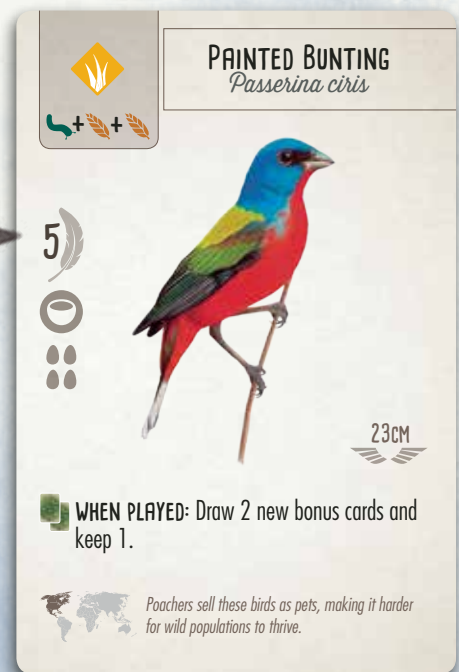 PAINTED BUNTING
Passerina ciris
+ +
5
23CM
WHEN PLAYED: Draw 2 new bonus cards and
keep 1.
Poachers sell these birds as pets, making it harder
for wild populations to thrive.